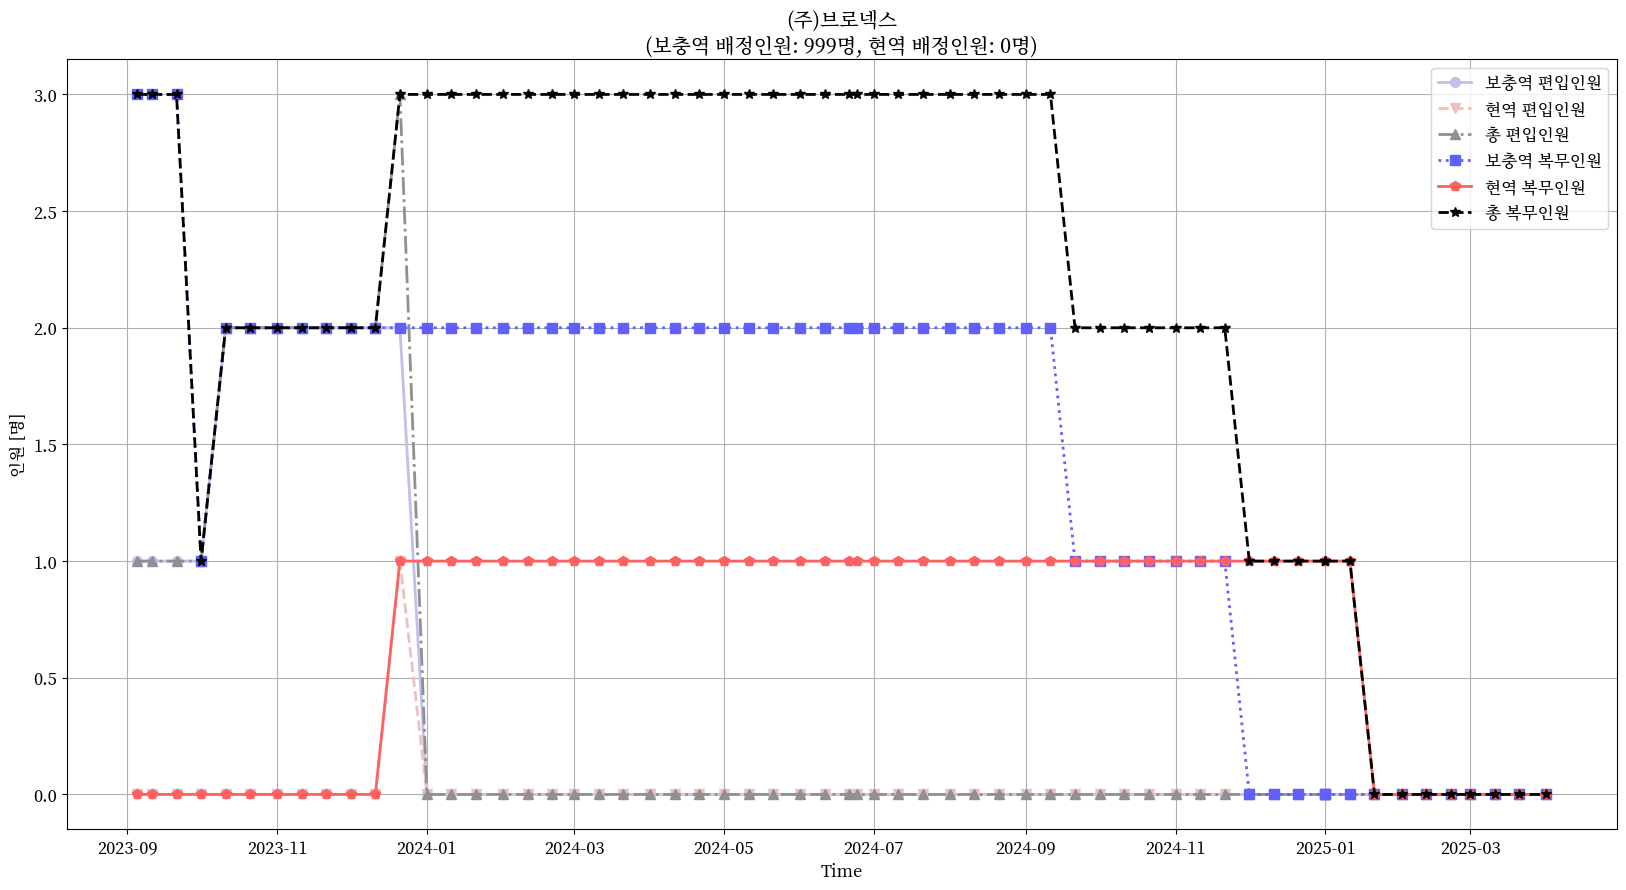 (주)브로넥스
(보충역 배정인원: 999명, 현역 배정인원: 0명)
보충역 편입인원
현역 편입인원
총 편입인원
보충역 복무인원
현역 복무인원
총 복무인원
인원 [명]
3.0
2.5
2.0
1.5
1.0
0.5
0.0
2023-09 2023-11 2024-01 2024-03 2024-05 2024-07 2024-09 2024-11 2025-01 2025-03
Time